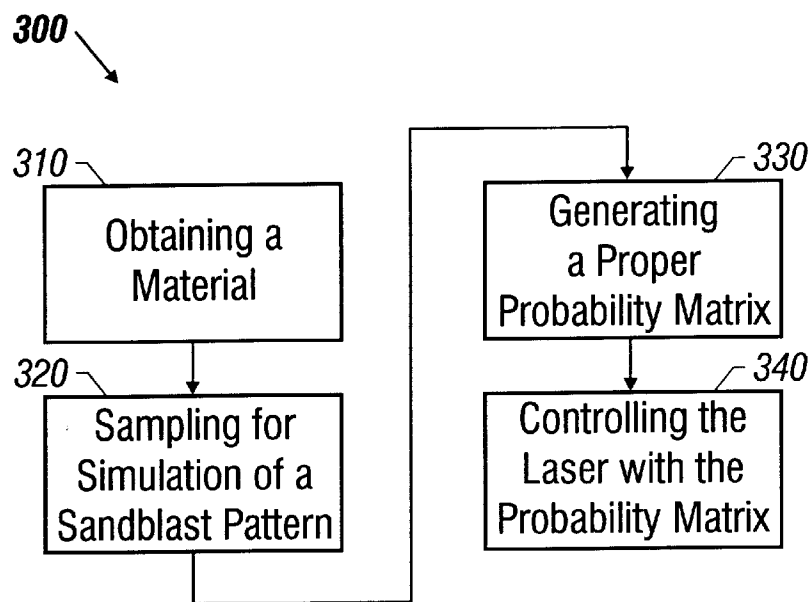 300
310
Obtaining a
Material
320
Sampling for
Simulation of a
Sandblast Pattern
330
Generating
a Proper
Probability Matrix
340
Controlling the
Laser with the
Probability Matrix